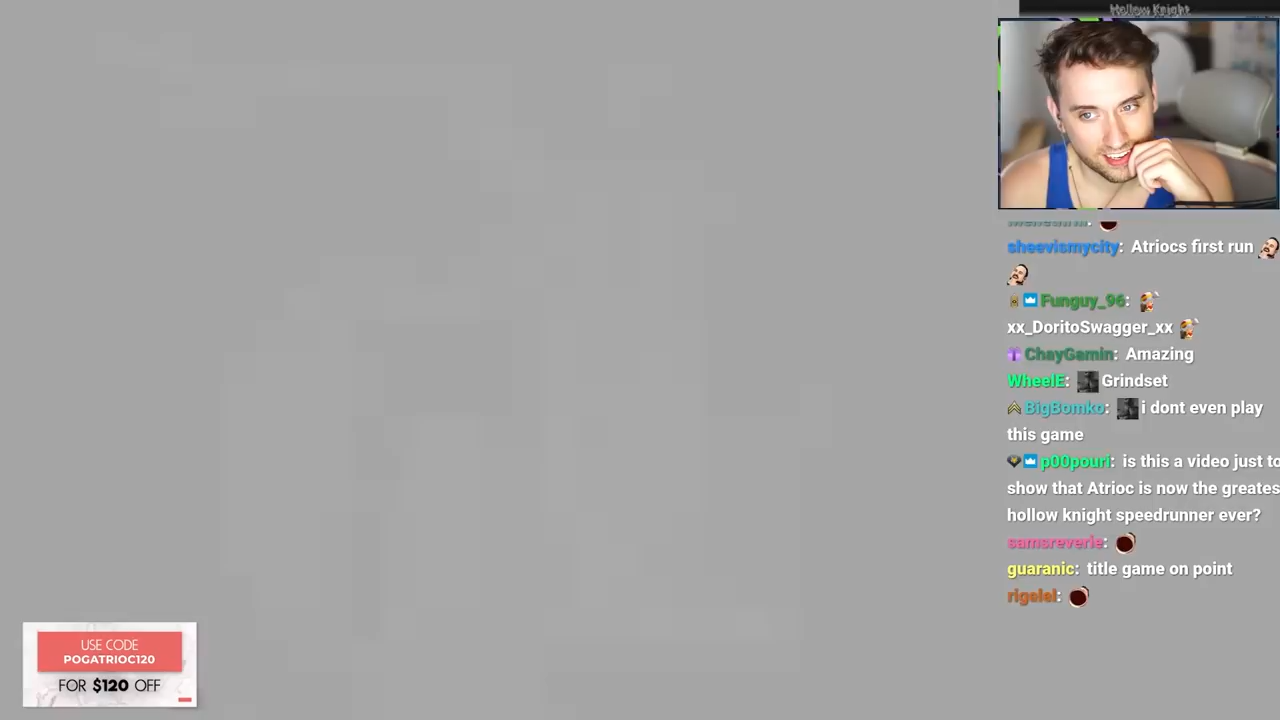 Hollow Knight
sheevismycity: Atriocs first run
Funguy_96:
xx_DoritoSwagger_xx
ChayGamin: Amazing
WheelE: Grindset
BigBomko: i dont even play
this game
p00pouri: is this a video just to
show that Atrioc is now the greates
hollow knight speedrunner ever?
samsreverie:
guaranic: title game on point
rigelel:
USE CODE
POGATRIOC120
FOR $120 OFF